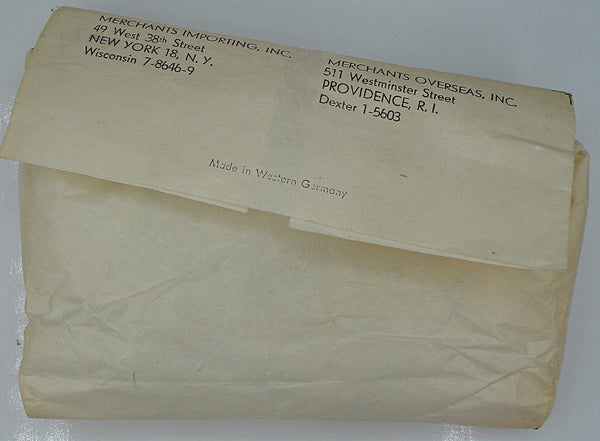 MERCHANTS IMPORTING, INC.
49 West 38th Street
NEW YORK 18, N. Y.
Wisconsin 7-8646-9
MERCHANTS OVERSEAS, INC.
511 Westminster Street
PROVIDENCE, R. I.
Dexter 1-5603
Made in Western Germany